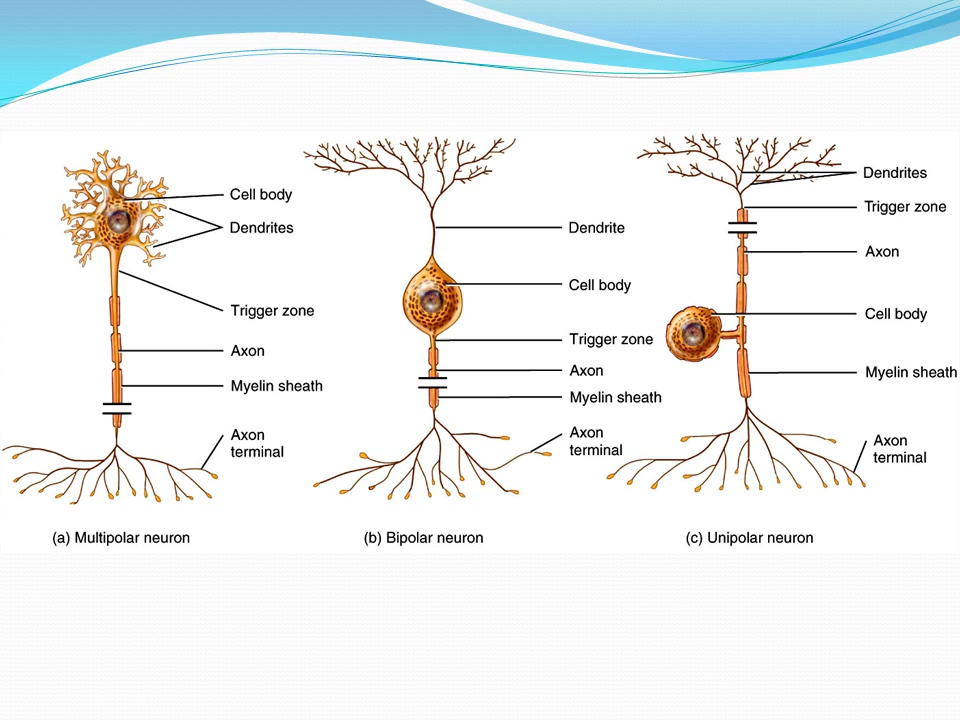 Cell body
Dendrites
Trigger zone
Axon
Myelin sheath
Axon
terminal
(a) Multipolar neuron
Dendrite
Cell body
Trigger zone
Axon
Myelin sheath
Axon
terminal
(b) Bipolar neuron
Dendrites
Trigger zone
Axon
Cell body
Myelin sheath
Axon
terminal
(c) Unipolar neuron